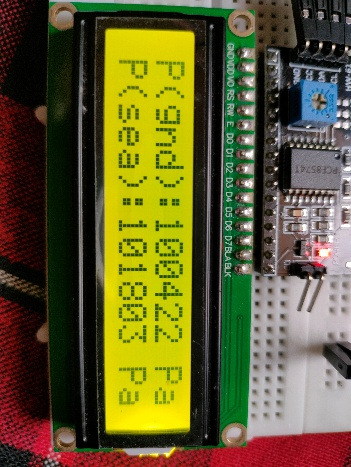 P(gnd):100422 Pa
P(sea):101803 Pa
GND VDD VO RS RW E D0 D1 D2 D3 D4 D5 D6 D7 BLA BLK
PCF8574T